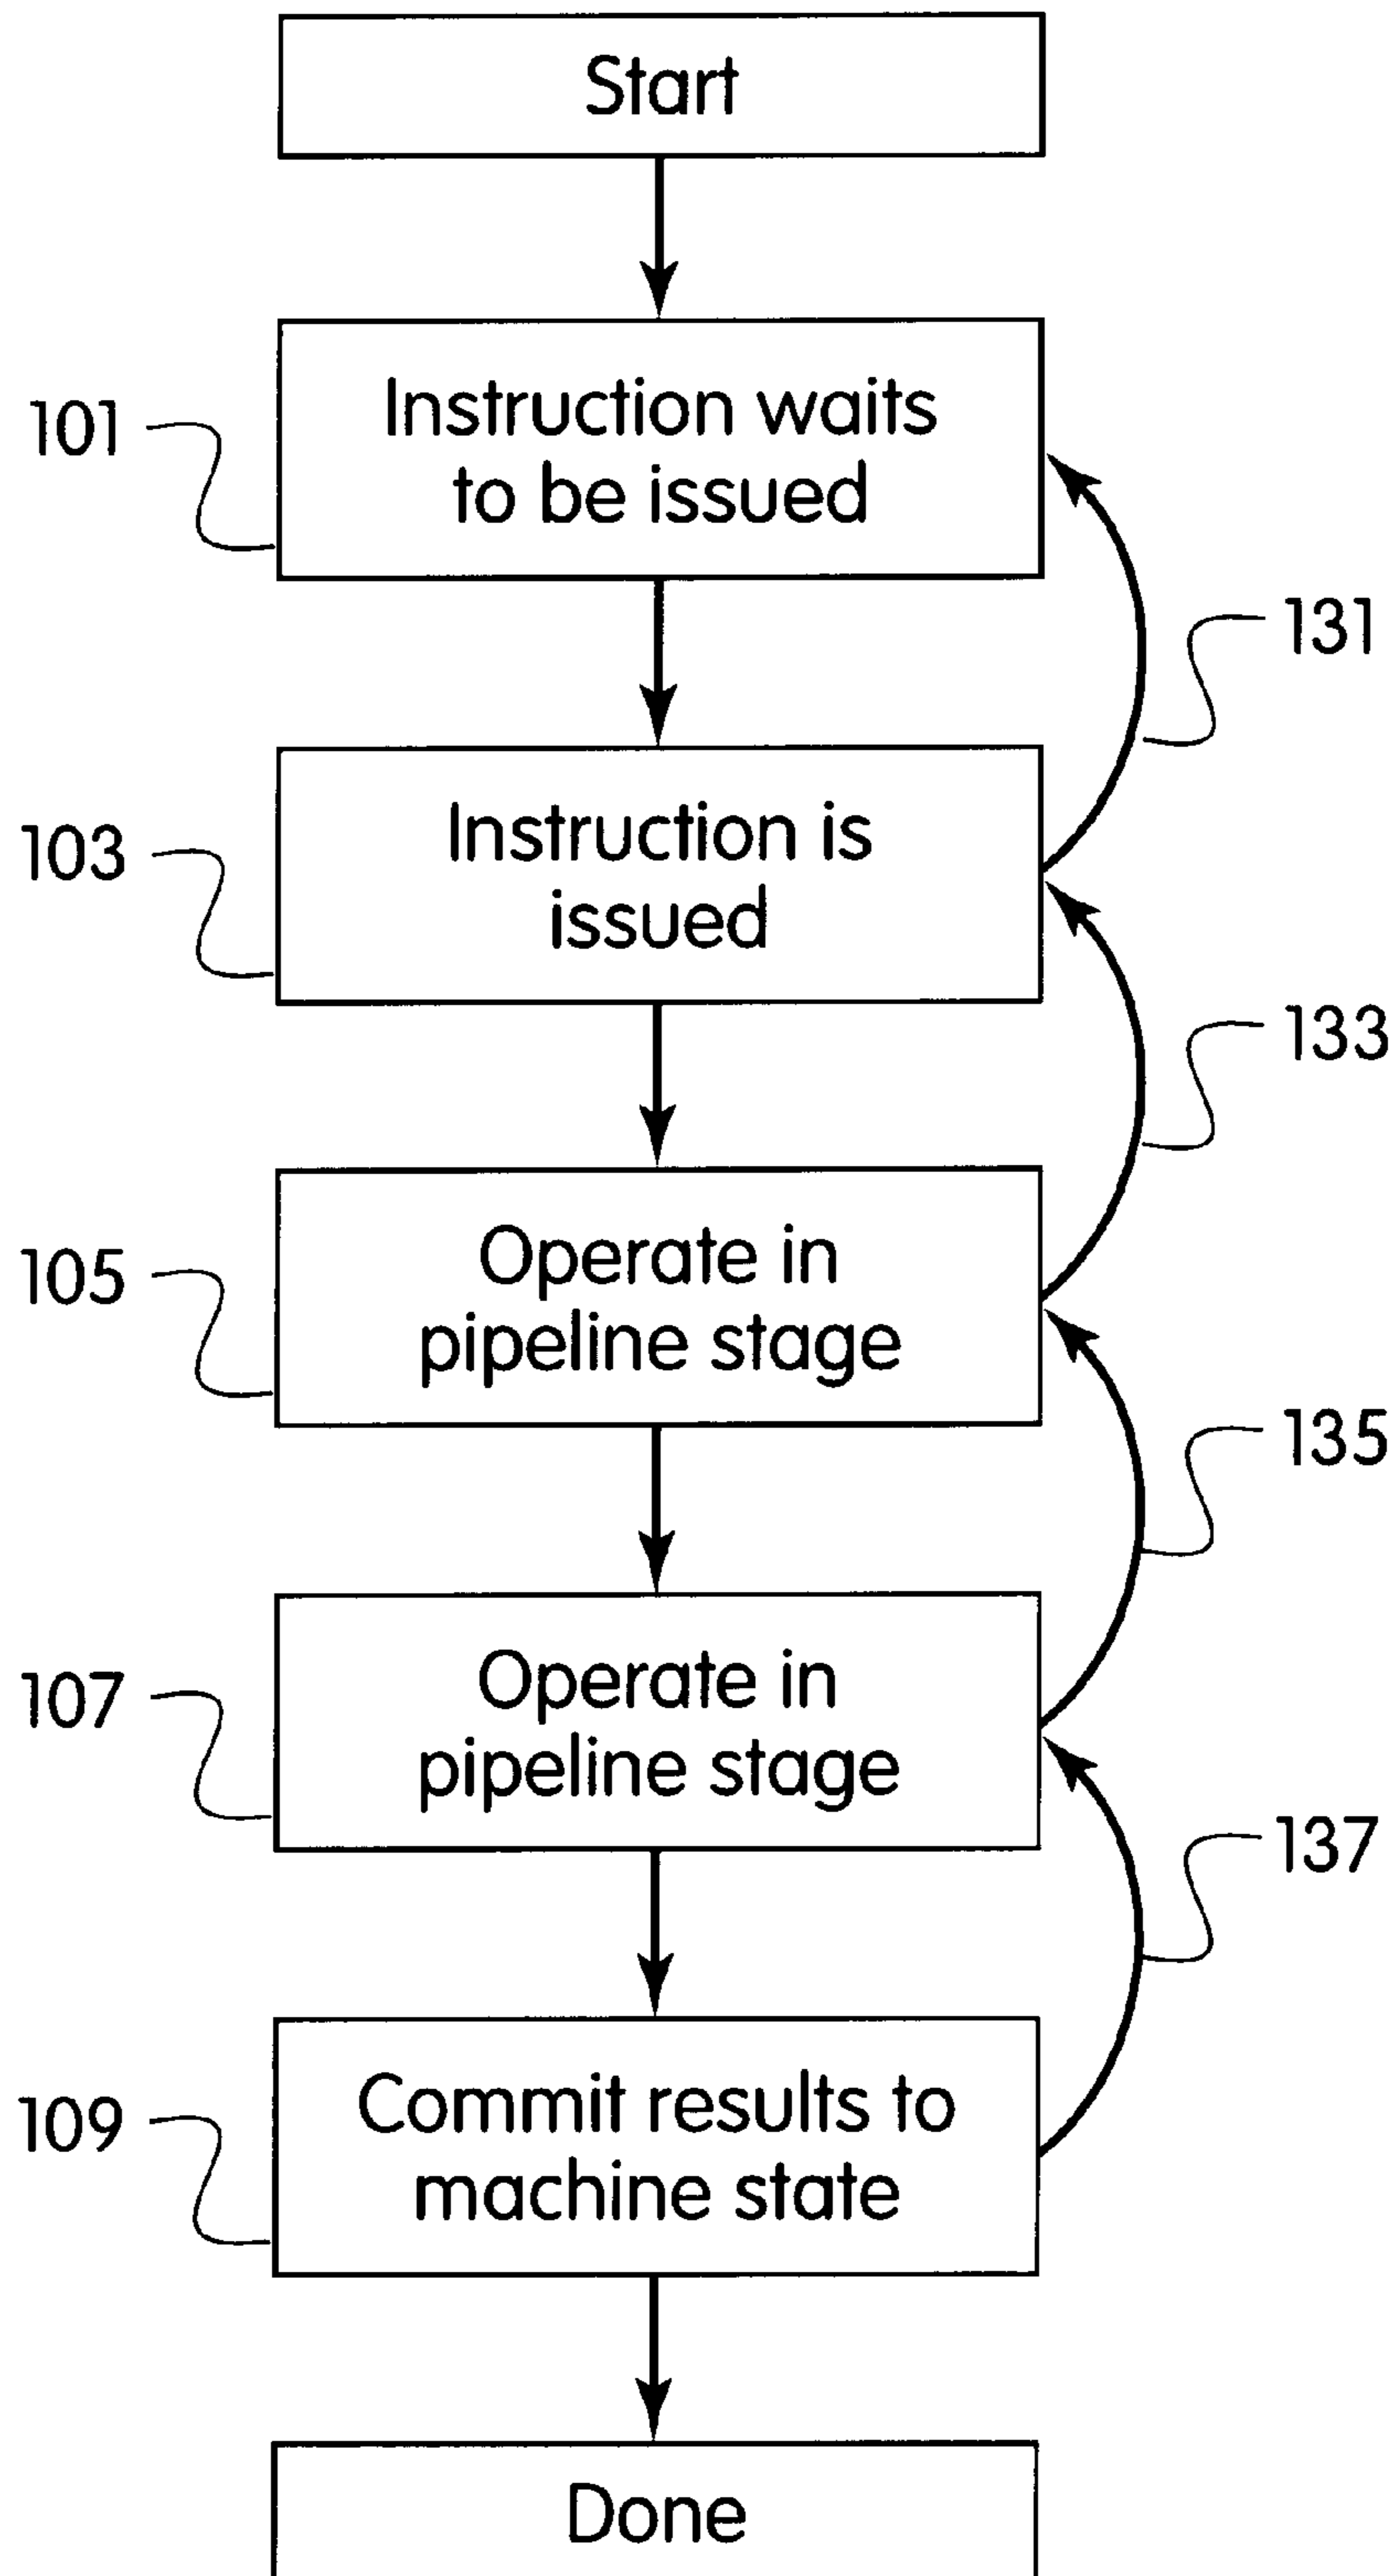 Start
101
Instruction waits
to be issued
131
103
Instruction is
issued
133
105
Operate in
pipeline stage
135
107
Operate in
pipeline stage
137
109
Commit results to
machine state
Done